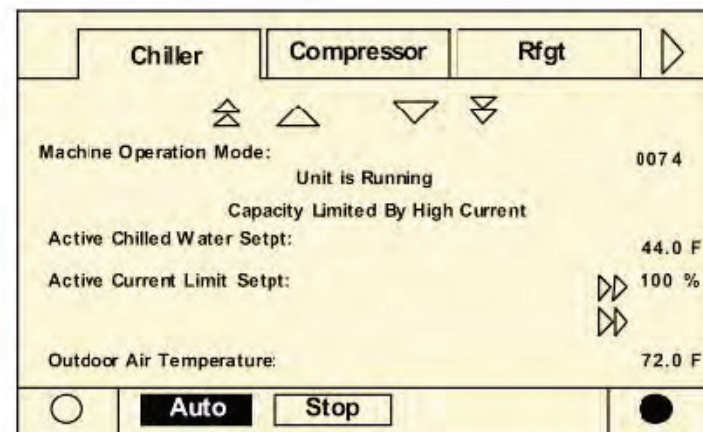 Chiller Compressor Rfgt
Machine Operation Mode: 0074
Unit is Running
Capacity Limited By High Current
Active Chilled Water Setpt: 44.0 F
Active Current Limit Setpt: 100 %
Outdoor Air Temperature: 72.0 F
Auto Stop